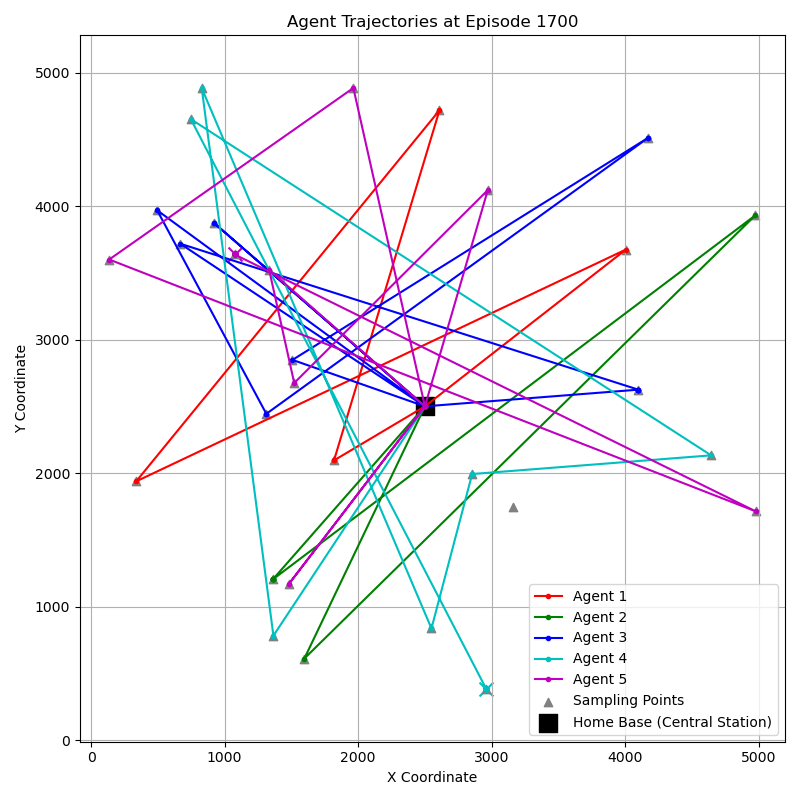 Agent Trajectories at Episode 1700
Y Coordinate
5000
4000
3000
2000
1000
0
0 1000 2000 3000 4000 5000
X Coordinate
Agent 1
Agent 2
Agent 3
Agent 4
Agent 5
Sampling Points
Home Base (Central Station)